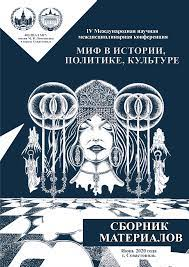 IV Международная научная
междисциплинарная конференция
МИФ В ИСТОРИИ,
ПОЛИТИКЕ, КУЛЬТУРЕ
СБОРНИК
МАТЕРИАЛОВ
Июнь 2020 года
г. Севастополь